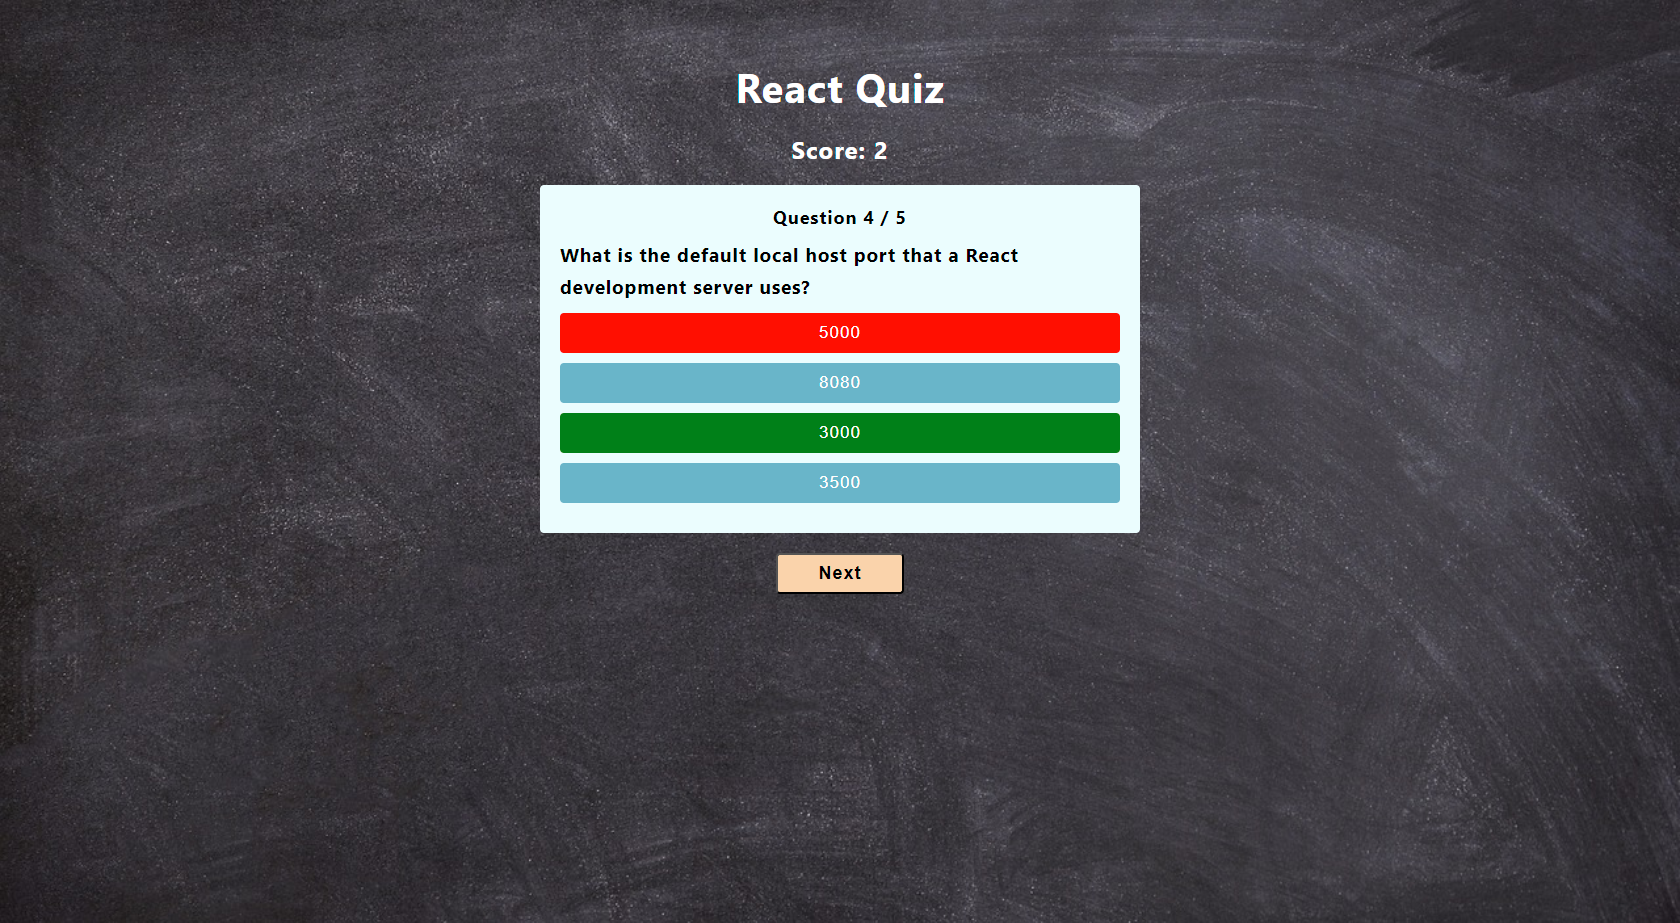 React Quiz
Score: 2
Question 4 / 5
What is the default local host port that a React
development server uses?
5000
8080
3000
3500
Next